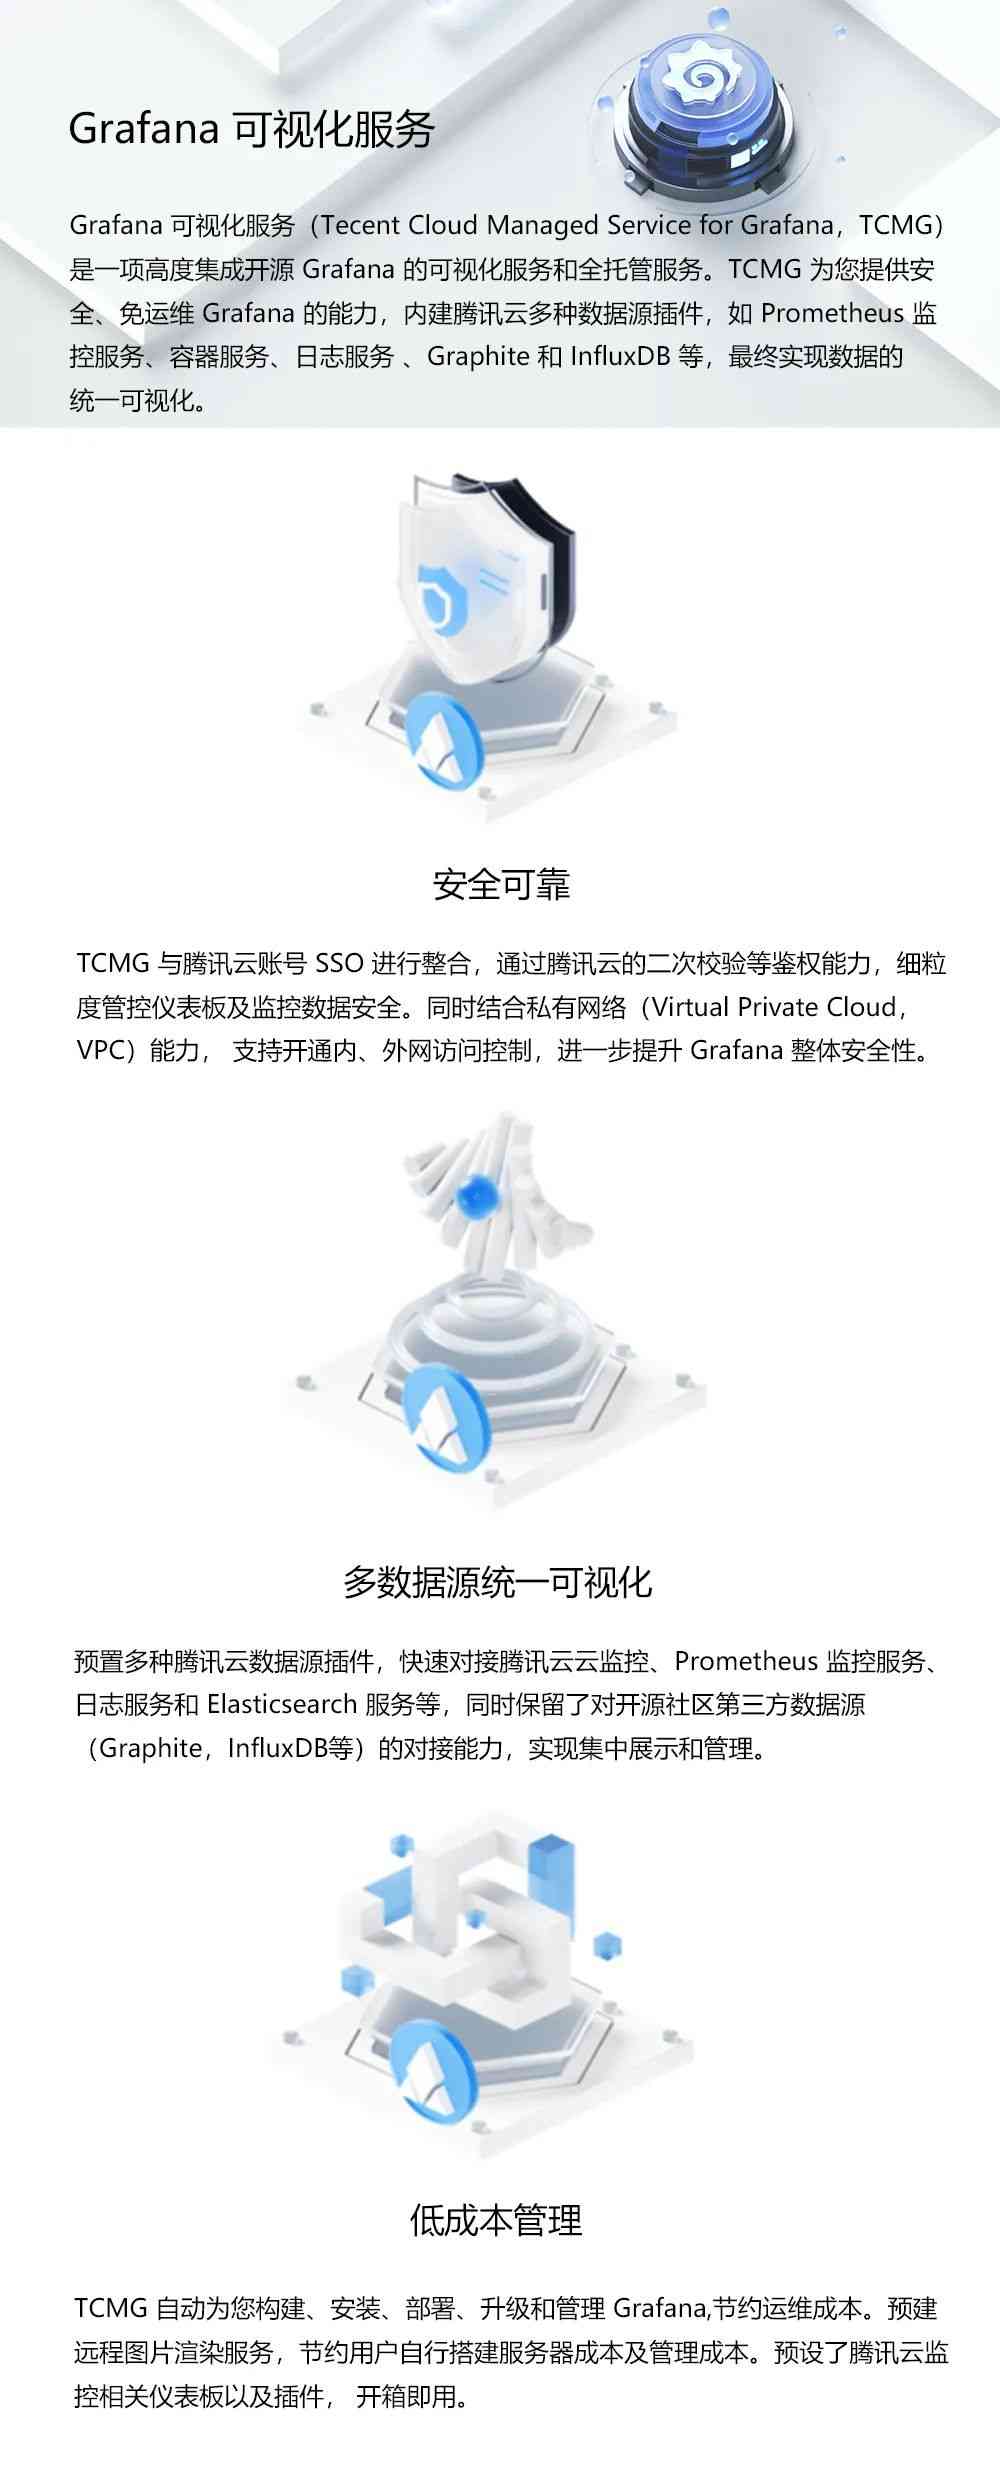 Grafana 可视化服务
Grafana 可视化服务（Tecent Cloud Managed Service for Grafana，TCMG）
是一项高度集成开源 Grafana 的可视化服务和全托管服务。TCMG 为您提供安
全、免运维 Grafana 的能力，内建腾讯云多种数据源插件，如 Prometheus 监
控服务、容器服务、日志服务 、Graphite 和 InfluxDB 等，最终实现数据的
统一可视化。
安全可靠
TCMG 与腾讯云账号 SSO 进行整合，通过腾讯云的二次校验等鉴权能力，细粒
度管控仪表板及监控数据安全。同时结合私有网络（Virtual Private Cloud，
VPC）能力， 支持开通内、外网访问控制，进一步提升 Grafana 整体安全性。
多数据源统一可视化
预置多种腾讯云数据源插件，快速对接腾讯云云监控、Prometheus 监控服务、
日志服务和 Elasticsearch 服务等，同时保留了对开源社区第三方数据源
（Graphite，InfluxDB等）的对接能力，实现集中展示和管理。
低成本管理
TCMG 自动为您构建、安装、部署、升级和管理 Grafana,节约运维成本。预建
远程图片渲染服务，节约用户自行搭建服务器成本及管理成本。预设了腾讯云监
控相关仪表板以及插件， 开箱即用。